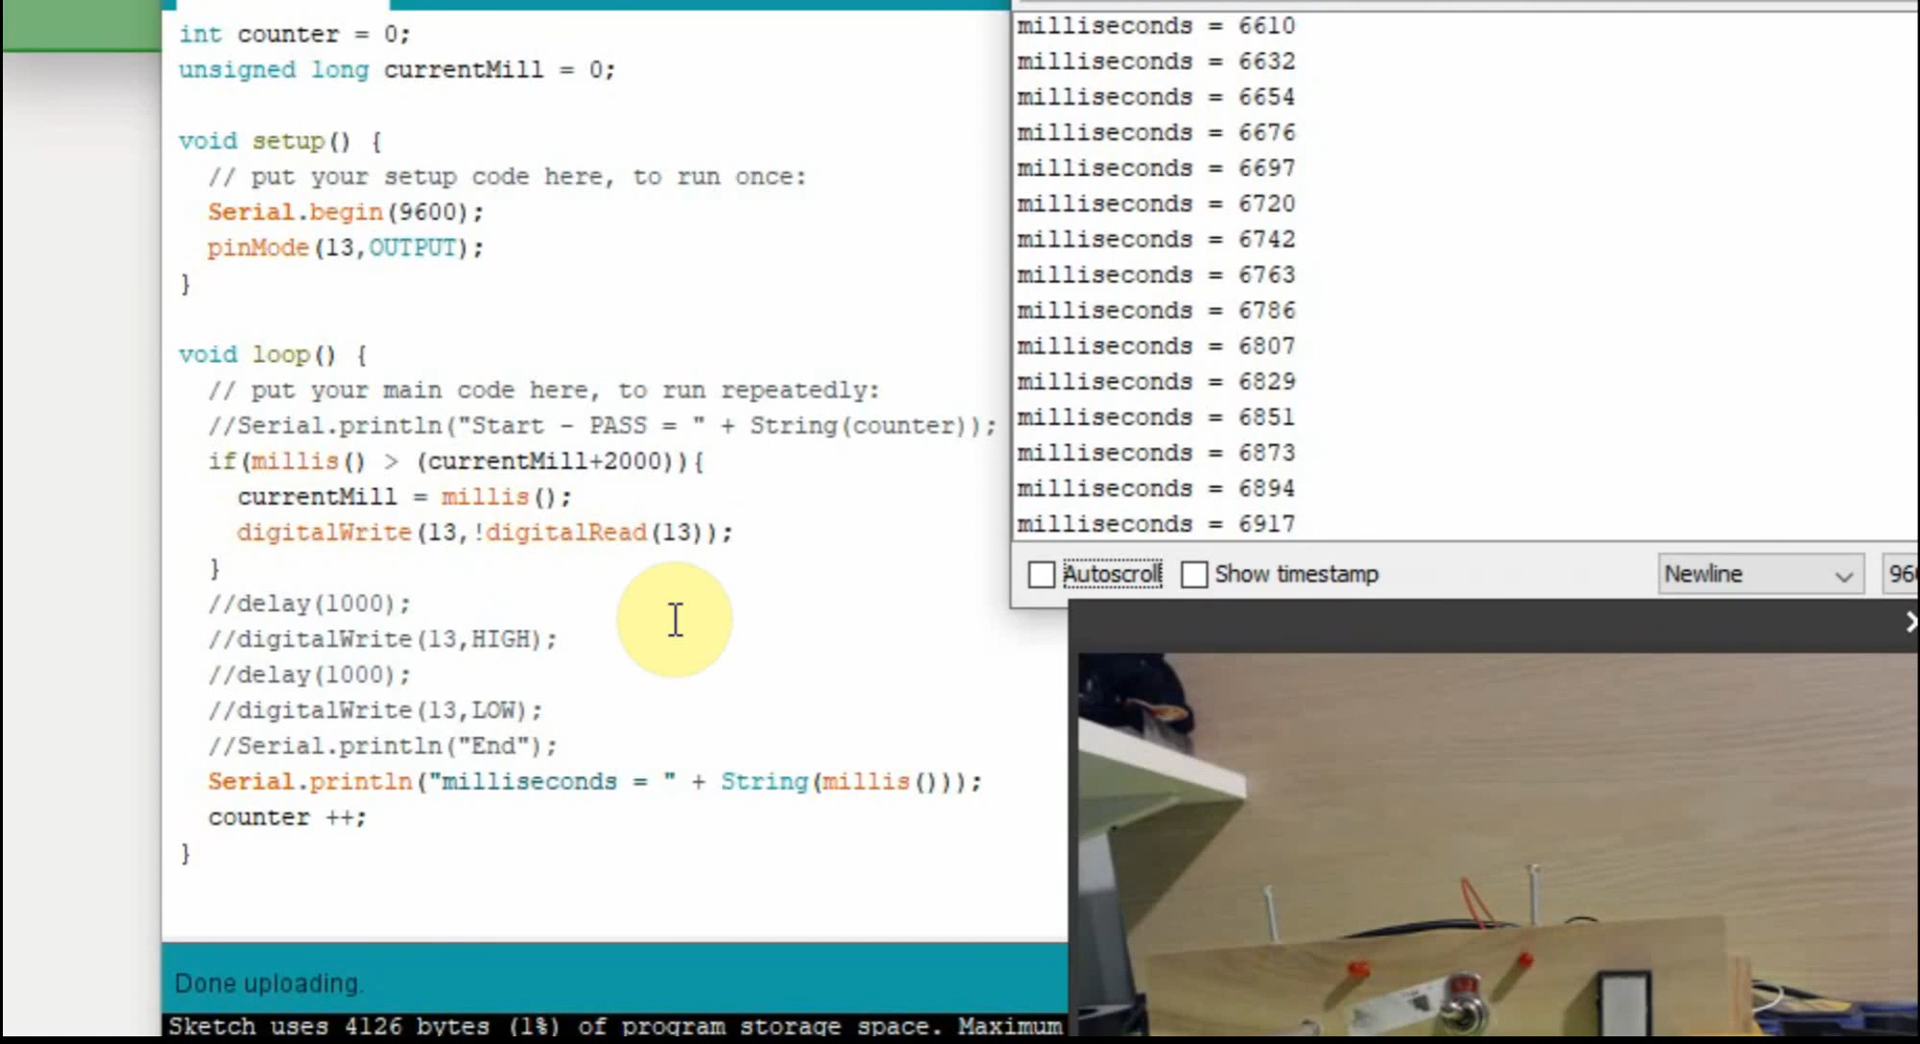 int counter = 0;
unsigned long currentMill = 0;
void setup() {
// put your setup code here, to run once:
Serial.begin(9600);
pinMode(13,OUTPUT);
}
void loop() {
// put your main code here, to run repeatedly:
//Serial.println("Start - PASS = " + String(counter));
if(millis() > (currentMill+2000)){
currentMill = millis();
digitalWrite(13,!digitalRead(13));
}
//delay(1000);
//digitalWrite(13,HIGH);
//delay(1000);
//digitalWrite(13,LOW);
//Serial.println("End");
Serial.println("milliseconds = " + String(millis()));
counter ++;
}
Done uploading.
Sketch uses 4126 bytes (1%) of program storage space. Maximum
milliseconds = 6610
milliseconds = 6632
milliseconds = 6654
milliseconds = 6676
milliseconds = 6697
milliseconds = 6720
milliseconds = 6742
milliseconds = 6763
milliseconds = 6786
milliseconds = 6807
milliseconds = 6829
milliseconds = 6851
milliseconds = 6873
milliseconds = 6894
milliseconds = 6917
Autoscroll
Show timestamp
Newline